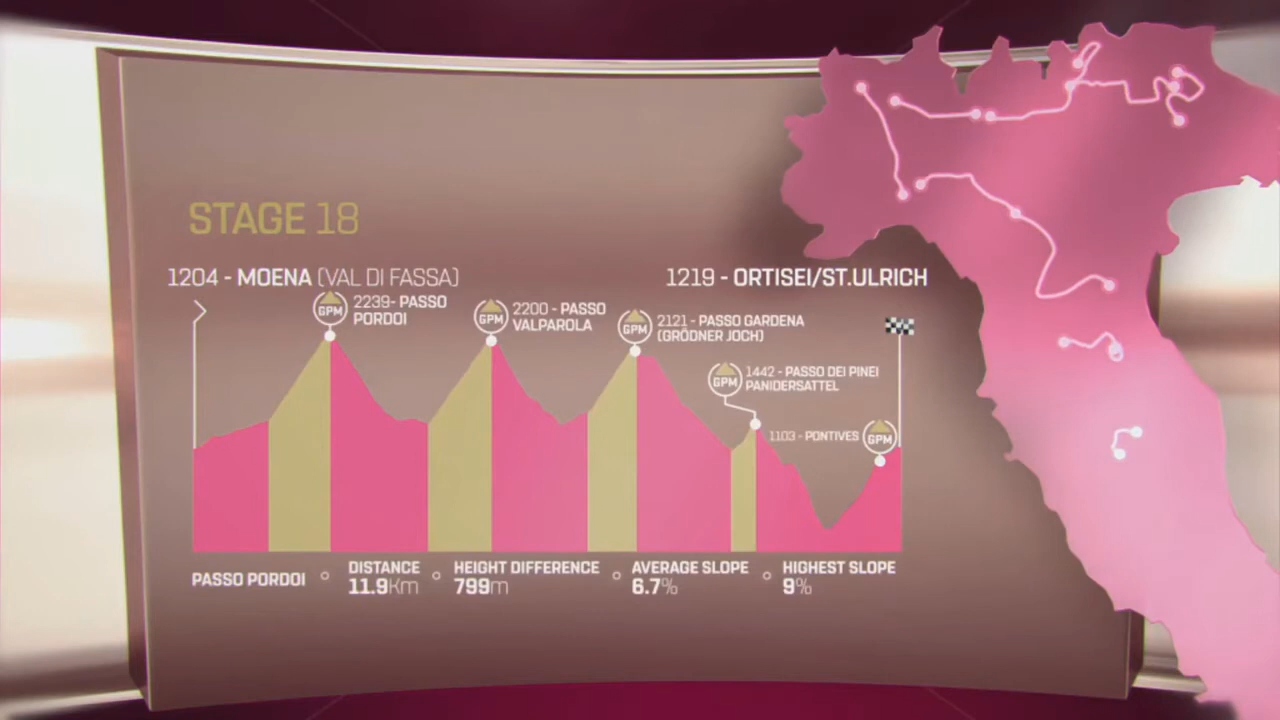 STAGE 18
1204 - MOENA (VAL DI FASSA)
1219 - ORTISEI/ST.ULRICH
GPM
2239- PASSO
PORDOI
GPM
2200 - PASSO
VALPAROLA
GPM
2121 - PASSO GARDENA
(GRÖDNER JOCH)
GPM
1442 - PASSO DEI PINEI
PANIDERSATTEL
1103 - PONTIVES
GPM
PASSO PORDOI
DISTANCE
11.9Km
HEIGHT DIFFERENCE
799m
AVERAGE SLOPE
6.7%
HIGHEST SLOPE
9%